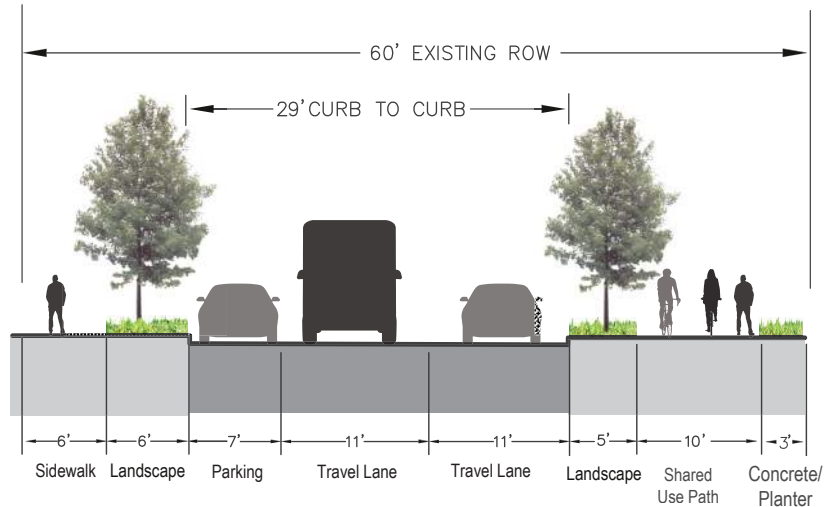 60' EXISTING ROW
29' CURB TO CURB
6' 6' 7' 11' 11' 5' 10' 3'
Sidewalk Landscape Parking Travel Lane Travel Lane Landscape Shared Concrete/
Use Path Planter